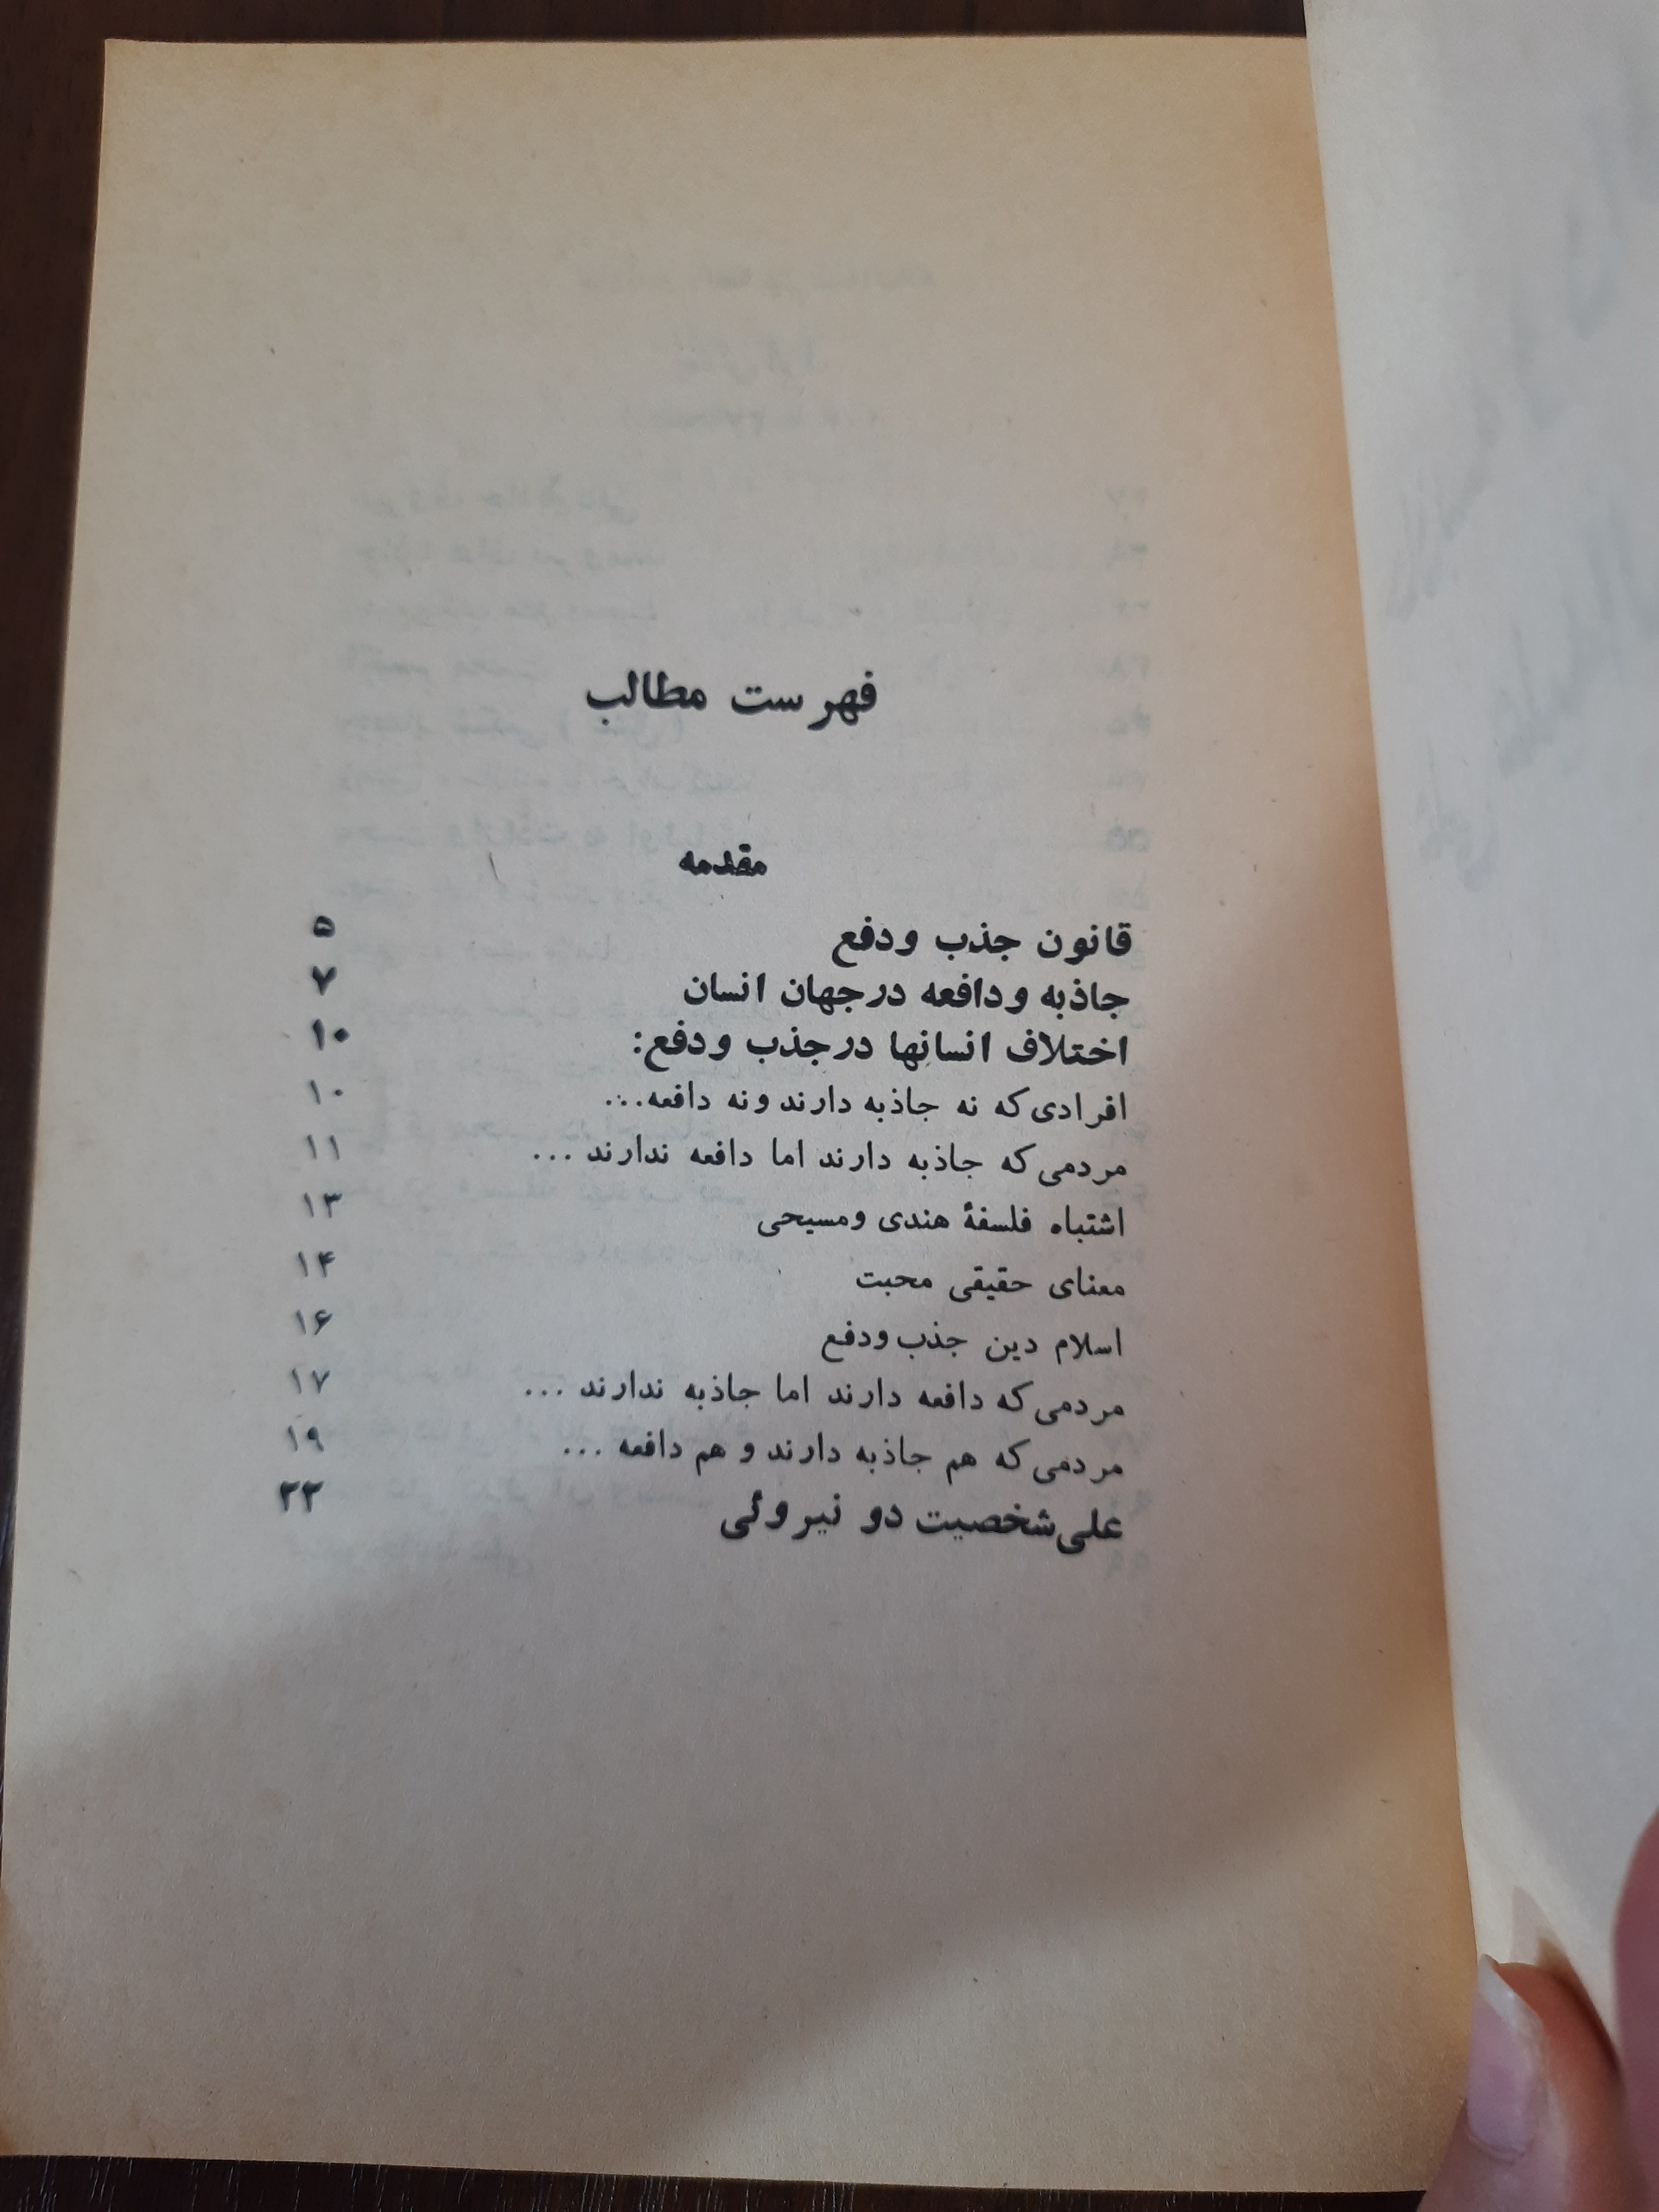 فهرست مطالب
مقدمه
قانون جذب ودفع ۵
جاذبه ودافعه درجهان انسان ۷
اختلاف انسانها درجذب ودفع: ۱۰
افرادی‌که نه جاذبه دارند ونه دافعه... ۱۰
مردمی‌که جاذبه دارند اما دافعه ندارند ... ۱۱
اشتباه فلسفهٔ هندی ومسیحی ۱۳
معنای حقیقی محبت ۱۴
اسلام دین جذب ودفع ۱۶
مردمی‌که دافعه دارند اما جاذبه ندارند ... ۱۷
مردمی‌که هم جاذبه دارند و هم دافعه ... ۱۹
علی‌شخصیت دو نیروئی ۲۲